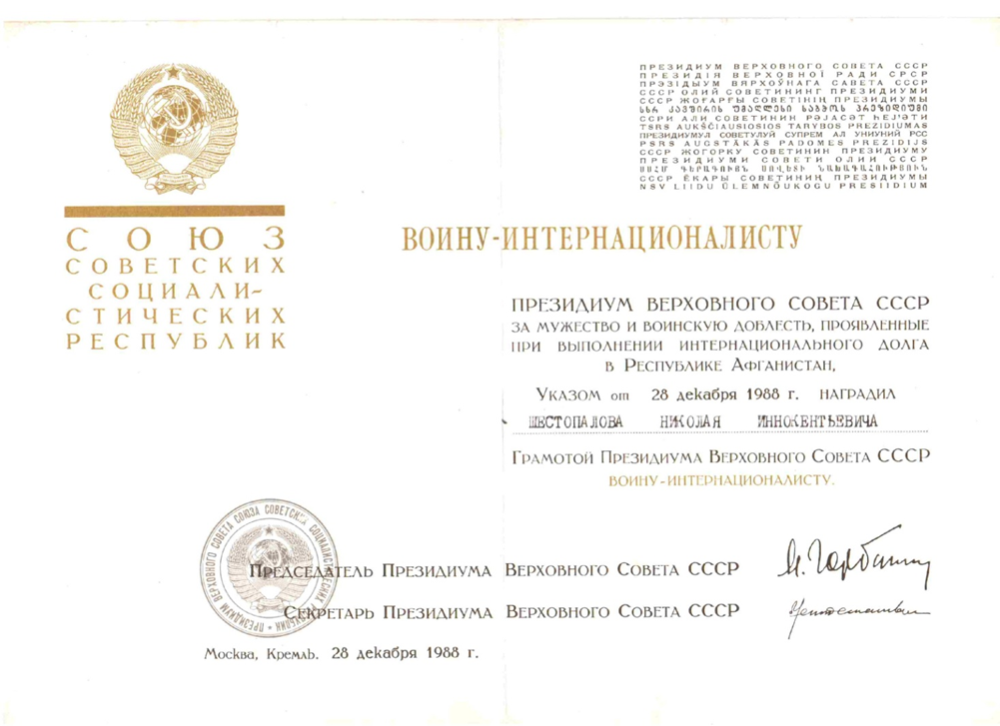 СОЮЗ
СОВЕТСКИХ
СОЦИАЛИ-
СТИЧЕСКИХ
РЕСПУБЛИК
ПРЕЗИДИУМ ВЕРХОВНОГО СОВЕТА СССР
ПРЕЗИДІЯ ВЕРХОВНОЇ РАДИ СРСР
ПРЭЗІДЫУМ ВЯРХОЎНАГА САВЕТА СССР
СССР ОЛИЙ СОВЕТИНИНГ ПРЕЗИДИУМИ
СССР ЖОҒАРҒЫ СОВЕТІНІҢ ПРЕЗИДИУМЫ
სსრ კავშირის უმაღლესი საბჭოს პრეზიდიუმი
ССРИ АЛИ СОВЕТИНИН РӘЈАСӘТ ҺЕЈ'ӘТИ
TSRS AUKŠČIAUSIOSIOS TARYBOS PREZIDIUMAS
ПРЕЗИДИУМУЛ СОВЕТУЛУЙ СУПРЕМ АЛ УНИУНИЙ РСС
PSRS AUGSTĀKĀS PADOMES PREZIDIJS
СССР ЖОГОРКУ СОВЕТИНИН ПРЕЗИДИУМУ
ПРЕЗИДИУМИ СОВЕТИ ОЛИИ СССР
ՍՍՀՄ ԳԵՐԱԳՈՒՅՆ ՍՈՎԵՏԻ ՆԱԽԱԳԱՀՈՒԹՅՈՒՆ
СССР ЁКАРЫ СОВЕТИНИҢ ПРЕЗИДИУМЫ
NSV LIIDU ÜLEMNÕUKOGU PRESIIDIUM
ВОИНУ-ИНТЕРНАЦИОНАЛИСТУ
ПРЕЗИДИУМ ВЕРХОВНОГО СОВЕТА СССР
ЗА МУЖЕСТВО И ВОИНСКУЮ ДОБЛЕСТЬ, ПРОЯВЛЕННЫЕ
ПРИ ВЫПОЛНЕНИИ ИНТЕРНАЦИОНАЛЬНОГО ДОЛГА
В РЕСПУБЛИКЕ АФГАНИСТАН,
УКАЗОМ от 28 декабря 1988 г. НАГРАДИЛ
ШЕСТОПАЛОВА НИКОЛАЯ ИННОКЕНТЬЕВИЧА
ГРАМОТОЙ ПРЕЗИДИУМА ВЕРХОВНОГО СОВЕТА СССР
ВОИНУ-ИНТЕРНАЦИОНАЛИСТУ.
ПРЕЗИДИУМ ВЕРХОВНОГО СОВЕТА СОЮЗА СОВЕТСКИХ СОЦИАЛИСТИЧЕСКИХ РЕСПУБЛИК
ПРЕДСЕДАТЕЛЬ ПРЕЗИДИУМА ВЕРХОВНОГО СОВЕТА СССР
СЕКРЕТАРЬ ПРЕЗИДИУМА ВЕРХОВНОГО СОВЕТА СССР
Москва, Кремль. 28 декабря 1988 г.